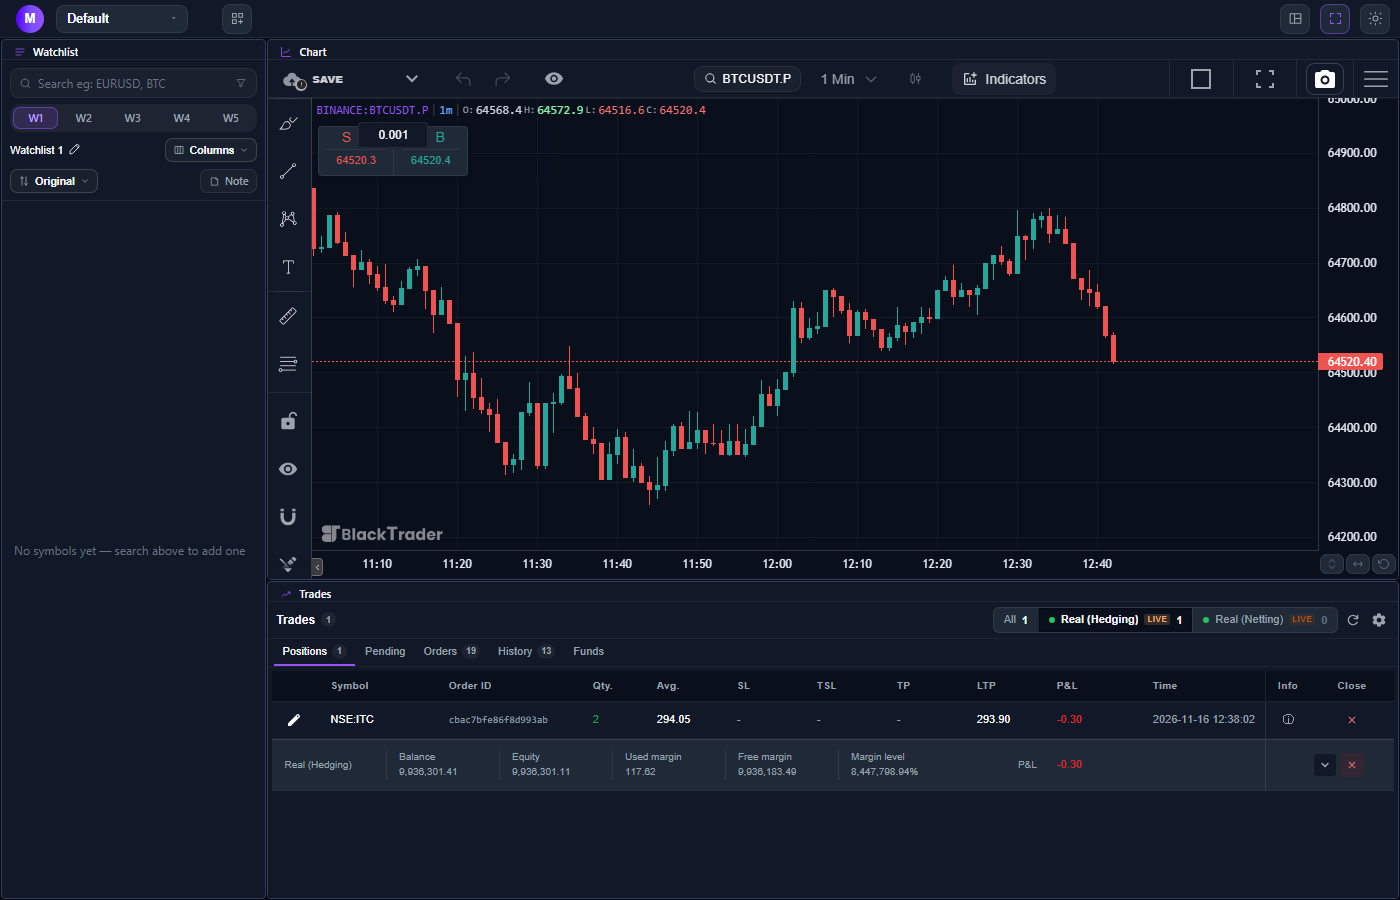 M
Default
Watchlist
Search eg: EURUSD, BTC
W1 W2 W3 W4 W5
Watchlist 1
Columns
Original
Note
No symbols yet — search above to add one
Chart
SAVE
BTCUSDT.P
1 Min
Indicators
BINANCE:BTCUSDT.P 1m O: 64568.4 H: 64572.9 L: 64516.6 C: 64520.4
S 0.001 B
64520.3 64520.4
65000.00
64900.00
64800.00
64700.00
64600.00
64520.40
64500.00
64400.00
64300.00
64200.00
BlackTrader
11:10 11:20 11:30 11:40 11:50 12:00 12:10 12:20 12:30 12:40
Trades
Trades 1
All 1 Real (Hedging) LIVE 1 Real (Netting) LIVE 0
Positions 1 Pending Orders 19 History 13 Funds
Symbol Order ID Qty. Avg. SL TSL TP LTP P&L Time Info Close
NSE:ITC cbac7bfe86f8d993ab 2 294.05 - - - 293.90 -0.30 2026-11-16 12:38:02
Real (Hedging)
Balance
9,936,301.41
Equity
9,936,301.11
Used margin
117.62
Free margin
9,936,183.49
Margin level
8,447,798.94%
P&L -0.30